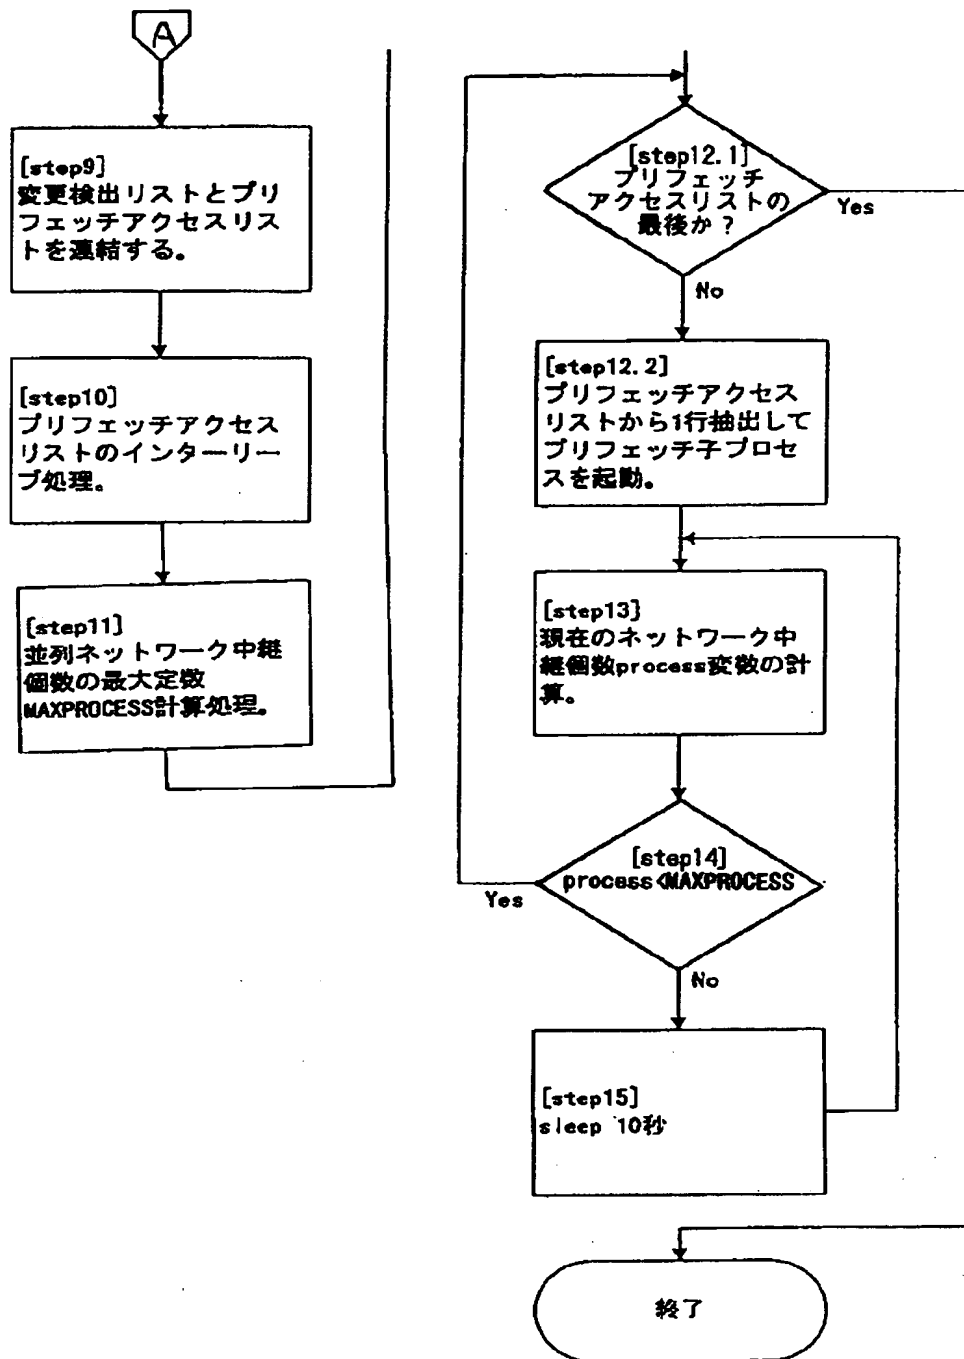 A
[step9]
変更検出リストとプリ
フェッチアクセスリス
トを連結する。
[step10]
プリフェッチアクセス
リストのインターリー
ブ処理。
[step11]
並列ネットワーク中継
個数の最大定数
MAXPROCESS計算処理。
[step12.1]
プリフェッチ
アクセスリストの
最後か？
Yes
No
[step12.2]
プリフェッチアクセス
リストから1行抽出して
プリフェッチ子プロセ
スを起動。
[step13]
現在のネットワーク中
継個数process変数の計
算。
[step14]
process<MAXPROCESS
Yes
No
[step15]
sleep 10秒
終了